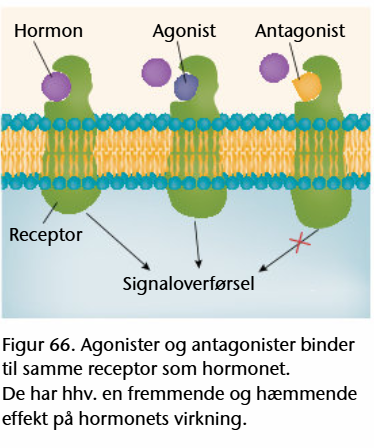 Hormon
Agonist
Antagonist
Receptor
Signaloverførsel
Figur 66. Agonister og antagonister binder
til samme receptor som hormonet.
De har hhv. en fremmende og hæmmende
effekt på hormonets virkning.